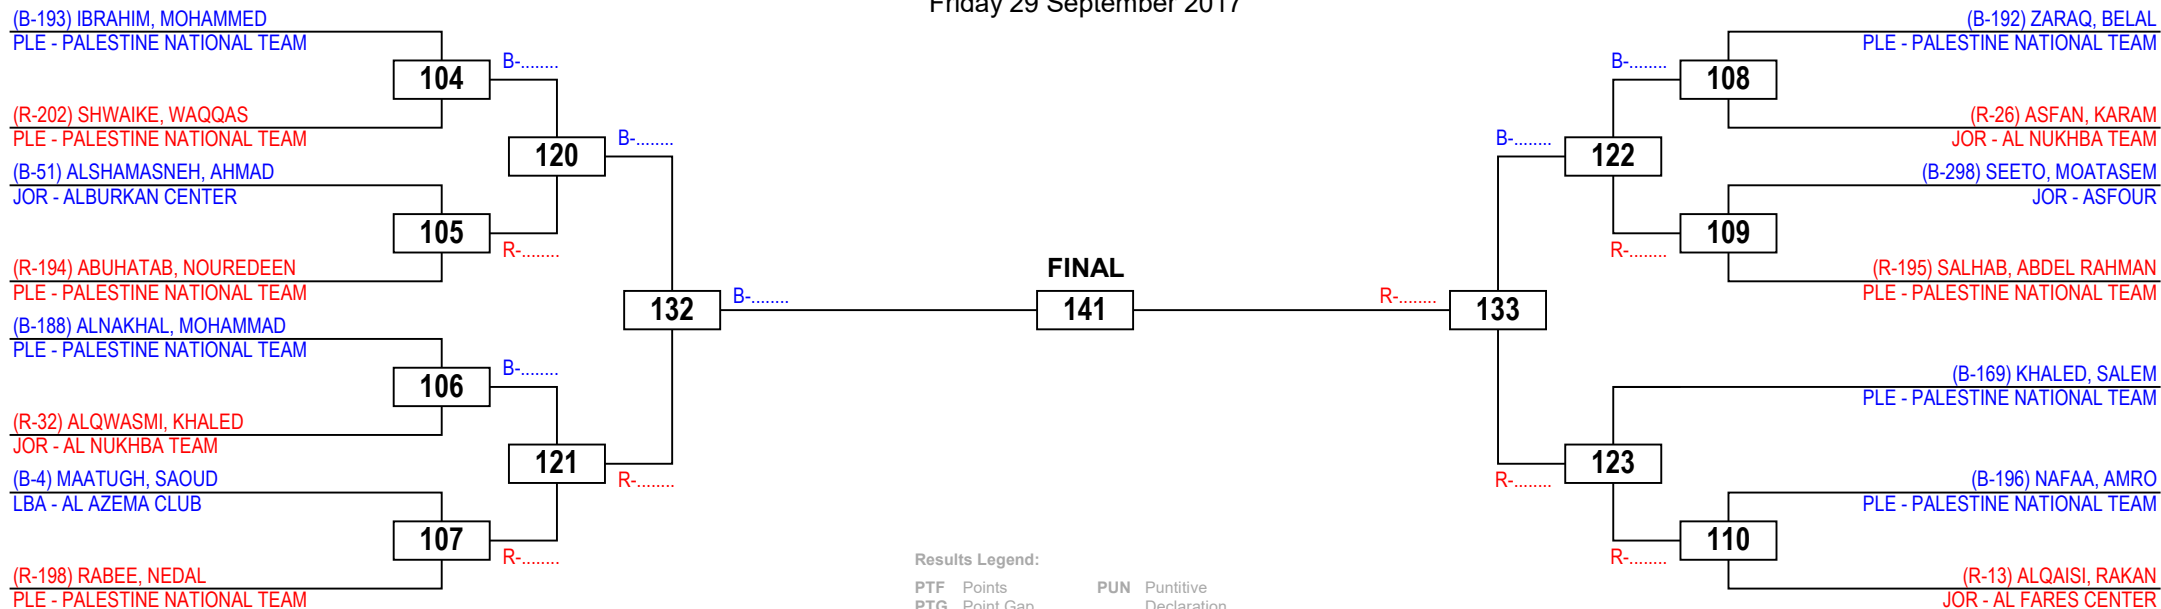 Friday 29 September 2017
(B-193) IBRAHIM, MOHAMMED
PLE - PALESTINE NATIONAL TEAM
104
B-........
(R-202) SHWAIKE, WAQQAS
PLE - PALESTINE NATIONAL TEAM
120
B-........
(B-51) ALSHAMASNEH, AHMAD
JOR - ALBURKAN CENTER
105
R-........
(R-194) ABUHATAB, NOUREDEEN
PLE - PALESTINE NATIONAL TEAM
132
B-........
(B-188) ALNAKHAL, MOHAMMAD
PLE - PALESTINE NATIONAL TEAM
106
B-........
(R-32) ALQWASMI, KHALED
JOR - AL NUKHBA TEAM
121
R-........
(B-4) MAATUGH, SAOUD
LBA - AL AZEMA CLUB
107
R-........
(R-198) RABEE, NEDAL
PLE - PALESTINE NATIONAL TEAM
FINAL
141
(B-192) ZARAQ, BELAL
PLE - PALESTINE NATIONAL TEAM
B-........
108
(R-26) ASFAN, KARAM
JOR - AL NUKHBA TEAM
B-........
122
(B-298) SEETO, MOATASEM
JOR - ASFOUR
109
R-........
(R-195) SALHAB, ABDEL RAHMAN
PLE - PALESTINE NATIONAL TEAM
R-........
133
(B-169) KHALED, SALEM
PLE - PALESTINE NATIONAL TEAM
123
R-........
(B-196) NAFAA, AMRO
PLE - PALESTINE NATIONAL TEAM
110
R-........
(R-13) ALQAISI, RAKAN
JOR - AL FARES CENTER
Results Legend:
PTF Points PUN Puntitive
PTG Point Gap Declaration